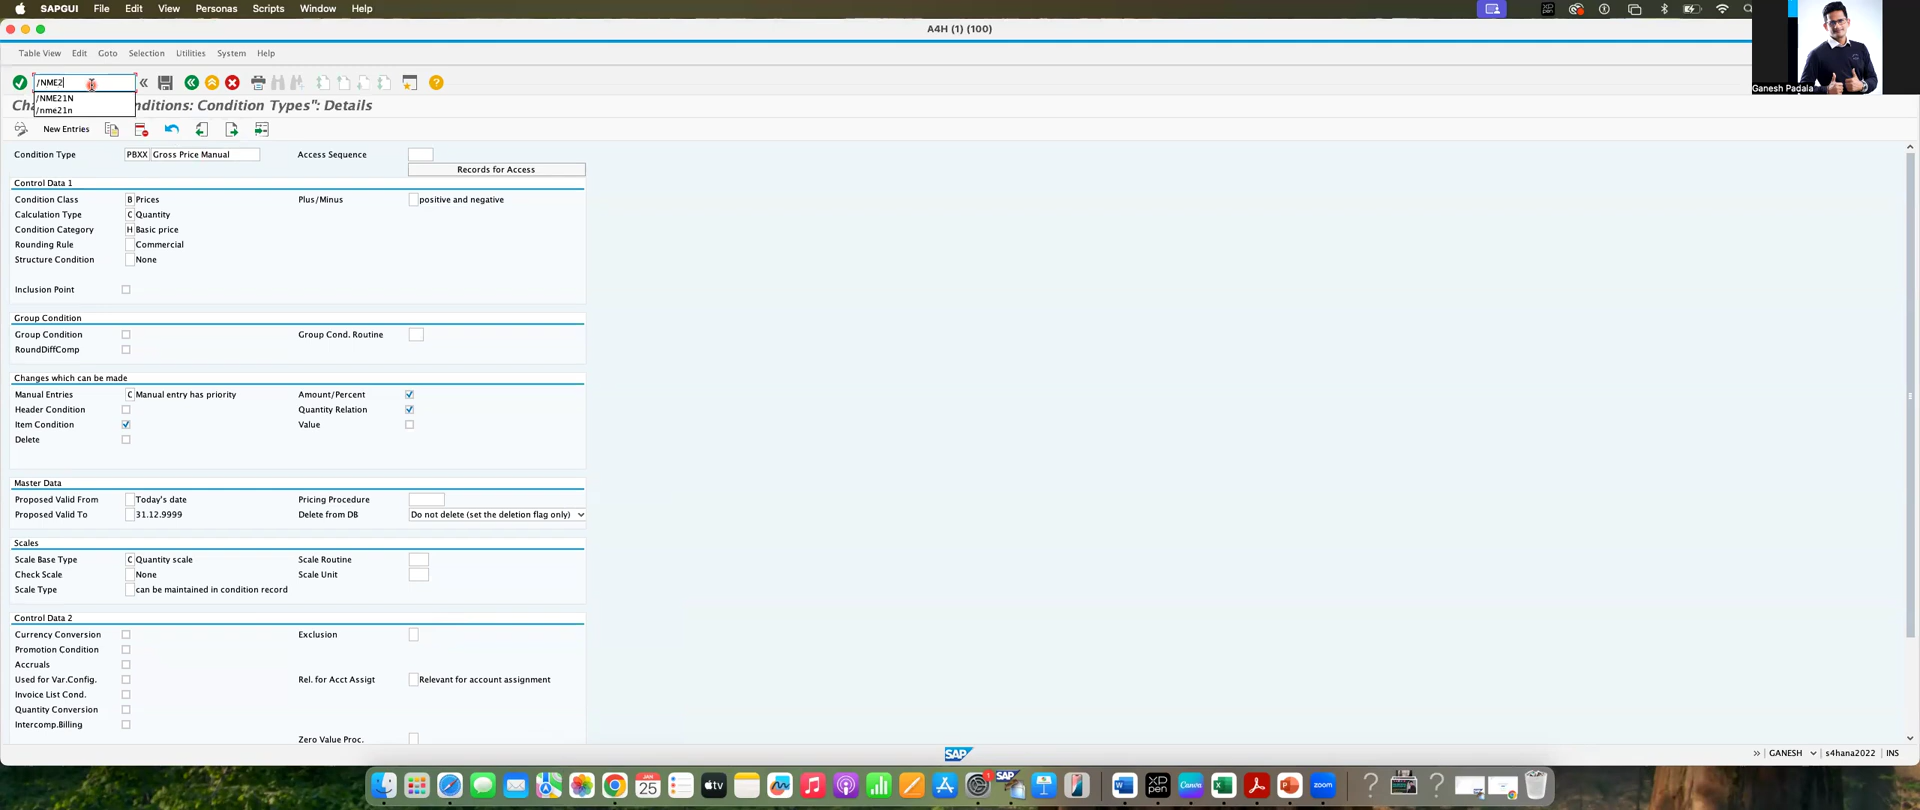 SAPGUI File Edit View Goto Personas Scripts Window Help
A4H (1) (100)
Table View Edit Goto Selection Utilities System Help
/NME2
/NME21N
/nme21n
Cha onditions: Condition Types": Details
New Entries
Condition Type PBXX Gross Price Manual Access Sequence
Records for Access
Control Data 1
Condition Class B Prices Plus/Minus positive and negative
Calculation Type C Quantity
Condition Category H Basic price
Rounding Rule Commercial
Structure Condition None
Inclusion Point
Group Condition
Group Condition Group Cond. Routine
RoundDiffComp
Changes which can be made
Manual Entries C Manual entry has priority Amount/Percent
Header Condition Quantity Relation
Item Condition Value
Delete
Master Data
Proposed Valid From Today's date Pricing Procedure
Proposed Valid To 31.12.9999 Delete from DB Do not delete (set the deletion flag only)
Scales
Scale Base Type C Quantity scale Scale Routine
Check Scale None Scale Unit
Scale Type can be maintained in condition record
Control Data 2
Currency Conversion Exclusion
Promotion Condition
Accruals
Used for Var.Config. Rel. for Acct Assigt Relevant for account assignment
Invoice List Cond.
Quantity Conversion
Intercomp.Billing
Zero Value Proc.
SAP GANESH s4hana2022 INS
Ganesh Padala
JAN
25
tv
SAP
zoom